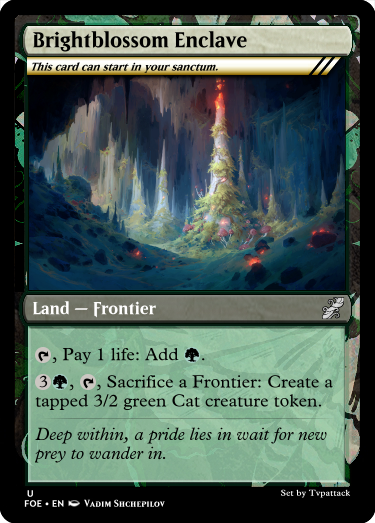 Brightblossom Enclave
This card can start in your sanctum.
Land — Frontier
, Pay 1 life: Add .
3 , , Sacrifice a Frontier: Create a
tapped 3/2 green Cat creature token.
Deep within, a pride lies in wait for new
prey to wander in.
U
FOE • EN Vadim Shchepilov
Set by Tvpattack